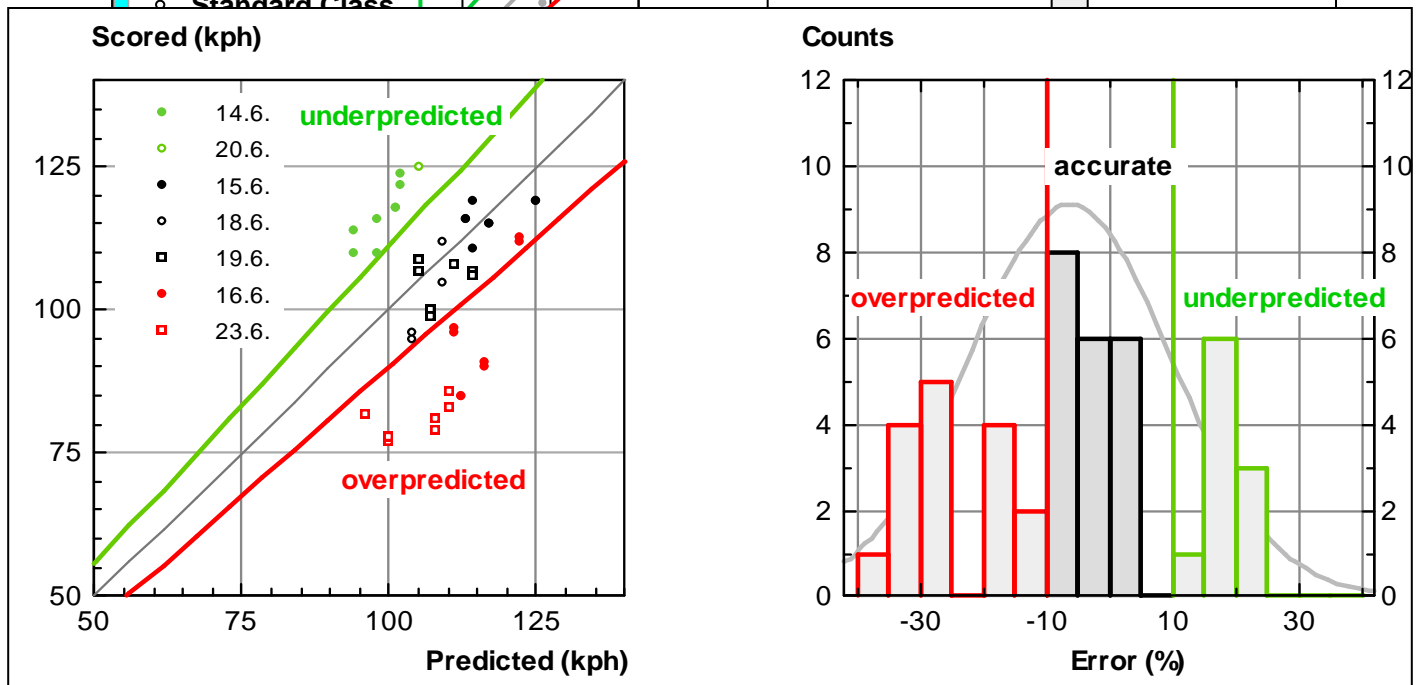 Standard Class
Scored (kph)
14.6.
20.6.
15.6.
18.6.
19.6.
16.6.
23.6.
underpredicted
overpredicted
125
100
75
50
50 75 100 125
Predicted (kph)
Counts
12 12
10 10
8 8
6 6
4 4
2 2
0 0
accurate
overpredicted
underpredicted
-30 -10 10 30
Error (%)